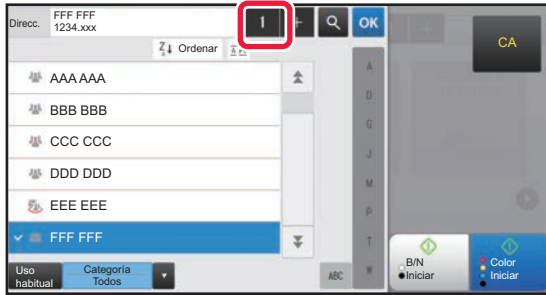 Direcc.
FFF FFF
1234.xxx
1
+
OK
CA
Z↓A Ordenar
AAA AAA
BBB BBB
CCC CCC
DDD DDD
EEE EEE
FFF FFF
A
D
G
J
M
P
T
W
Uso
habitual
Categoría
Todos
ABC
B/N
Iniciar
Color
Iniciar